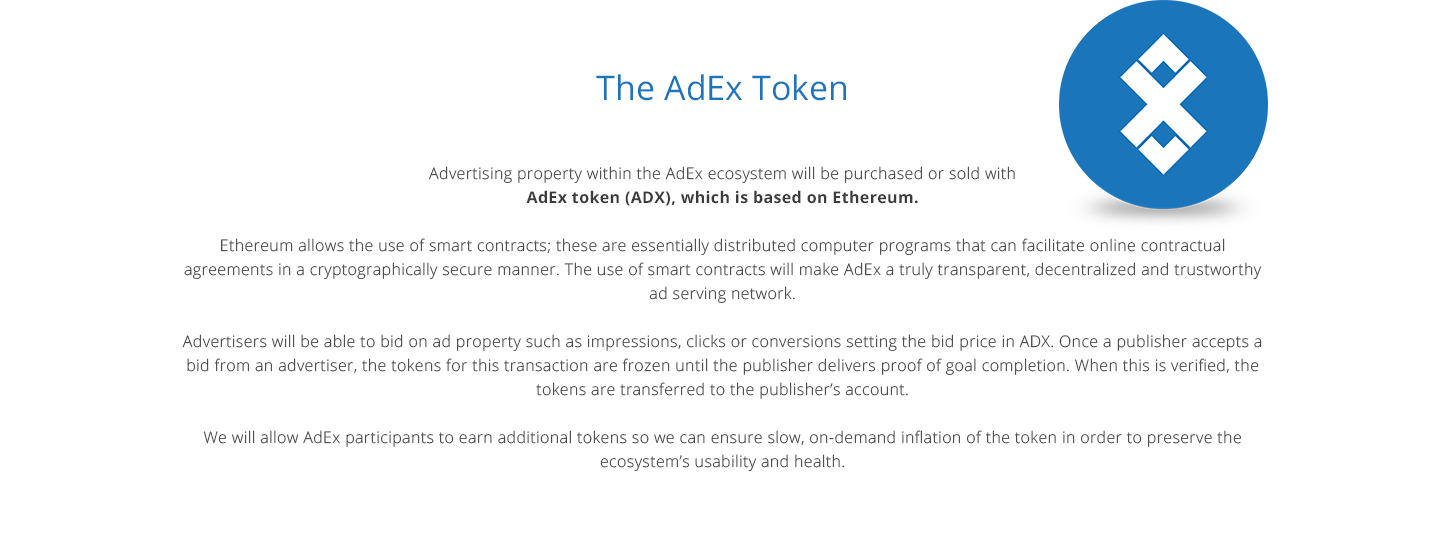 The AdEx Token
Advertising property within the AdEx ecosystem will be purchased or sold with
AdEx token (ADX), which is based on Ethereum.
Ethereum allows the use of smart contracts; these are essentially distributed computer programs that can facilitate online contractual
agreements in a cryptographically secure manner. The use of smart contracts will make AdEx a truly transparent, decentralized and trustworthy
ad serving network.
Advertisers will be able to bid on ad property such as impressions, clicks or conversions setting the bid price in ADX. Once a publisher accepts a
bid from an advertiser, the tokens for this transaction are frozen until the publisher delivers proof of goal completion. When this is verified, the
tokens are transferred to the publisher’s account.
We will allow AdEx participants to earn additional tokens so we can ensure slow, on-demand inflation of the token in order to preserve the
ecosystem’s usability and health.